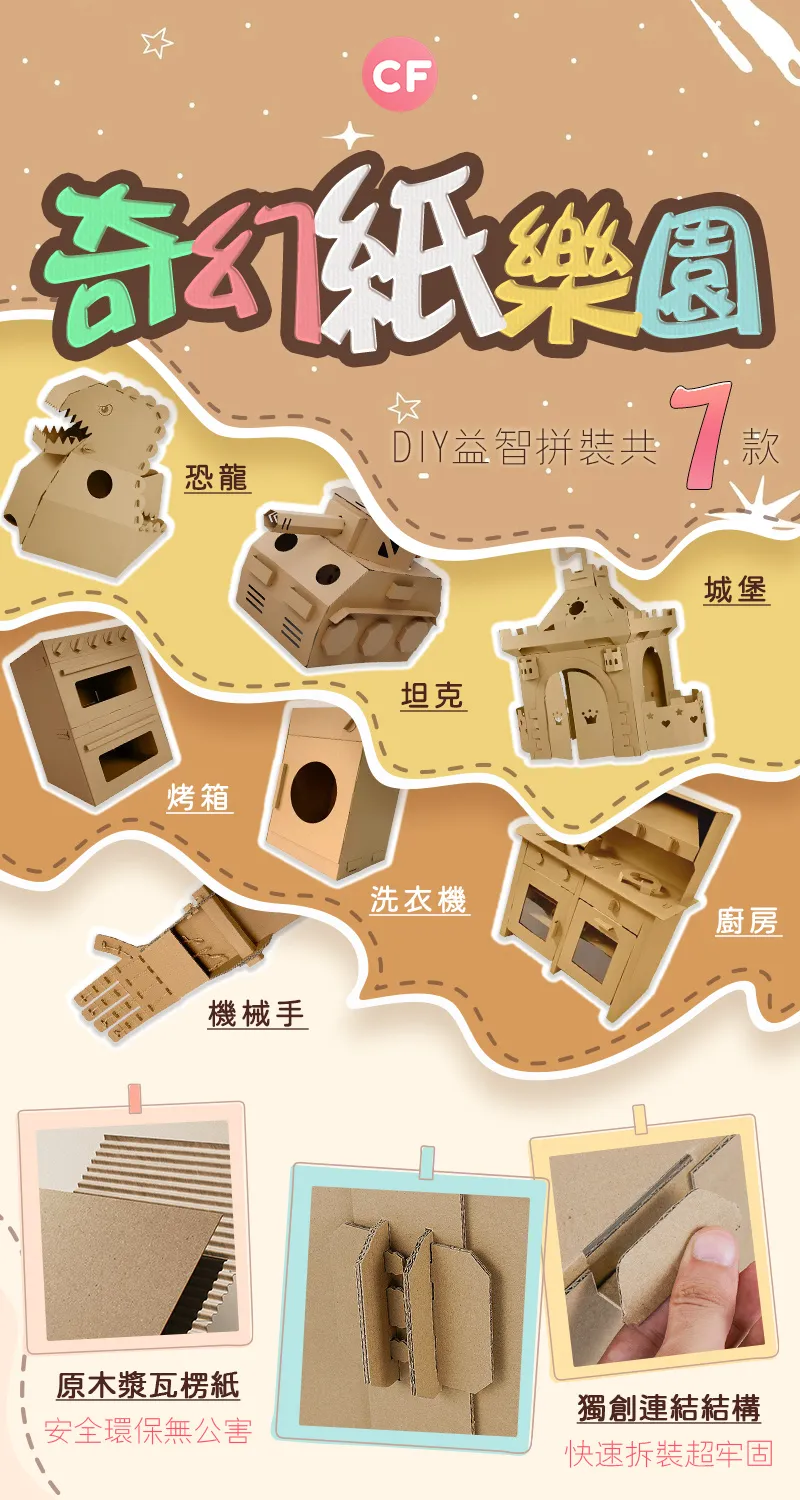 CF
奇幻紙樂園
DIY益智拼裝共7款
恐龍
坦克
城堡
烤箱
洗衣機
廚房
機械手
原木漿瓦楞紙
安全環保無公害
獨創連結結構
快速拆裝超牢固